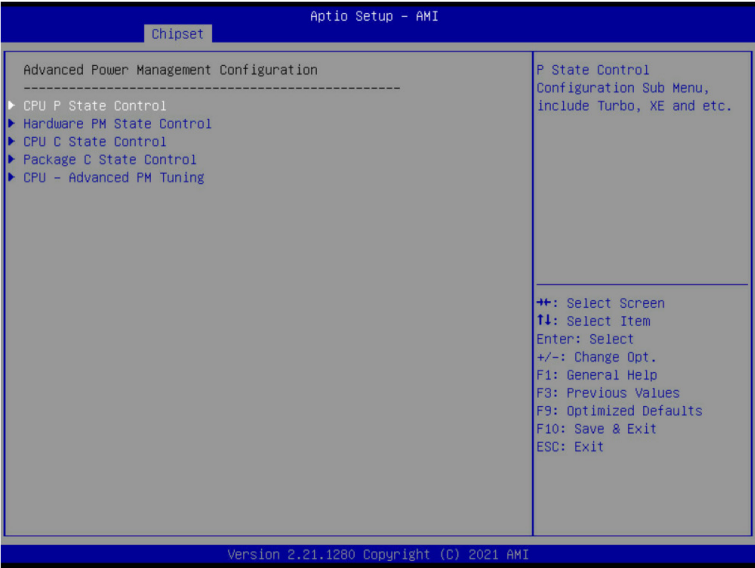 Aptio Setup – AMI
Chipset
Advanced Power Management Configuration
------------------------------------------------
▶ CPU P State Control
▶ Hardware PM State Control
▶ CPU C State Control
▶ Package C State Control
▶ CPU – Advanced PM Tuning
P State Control
Configuration Sub Menu,
include Turbo, XE and etc.
→←: Select Screen
↑↓: Select Item
Enter: Select
+/-: Change Opt.
F1: General Help
F3: Previous Values
F9: Optimized Defaults
F10: Save & Exit
ESC: Exit
Version 2.21.1280 Copyright (C) 2021 AMI